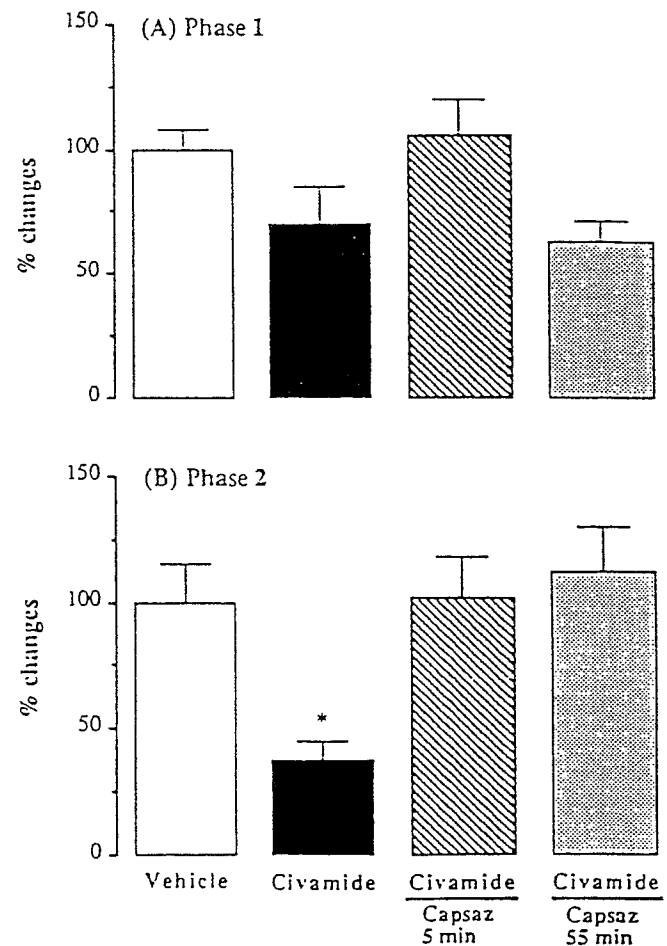 (A) Phase 1
150
100
50
0
% changes
(B) Phase 2
150
100
50
0
% changes
*
Vehicle Civamide Civamide Civamide
Capsaz Capsaz
5 min 55 min